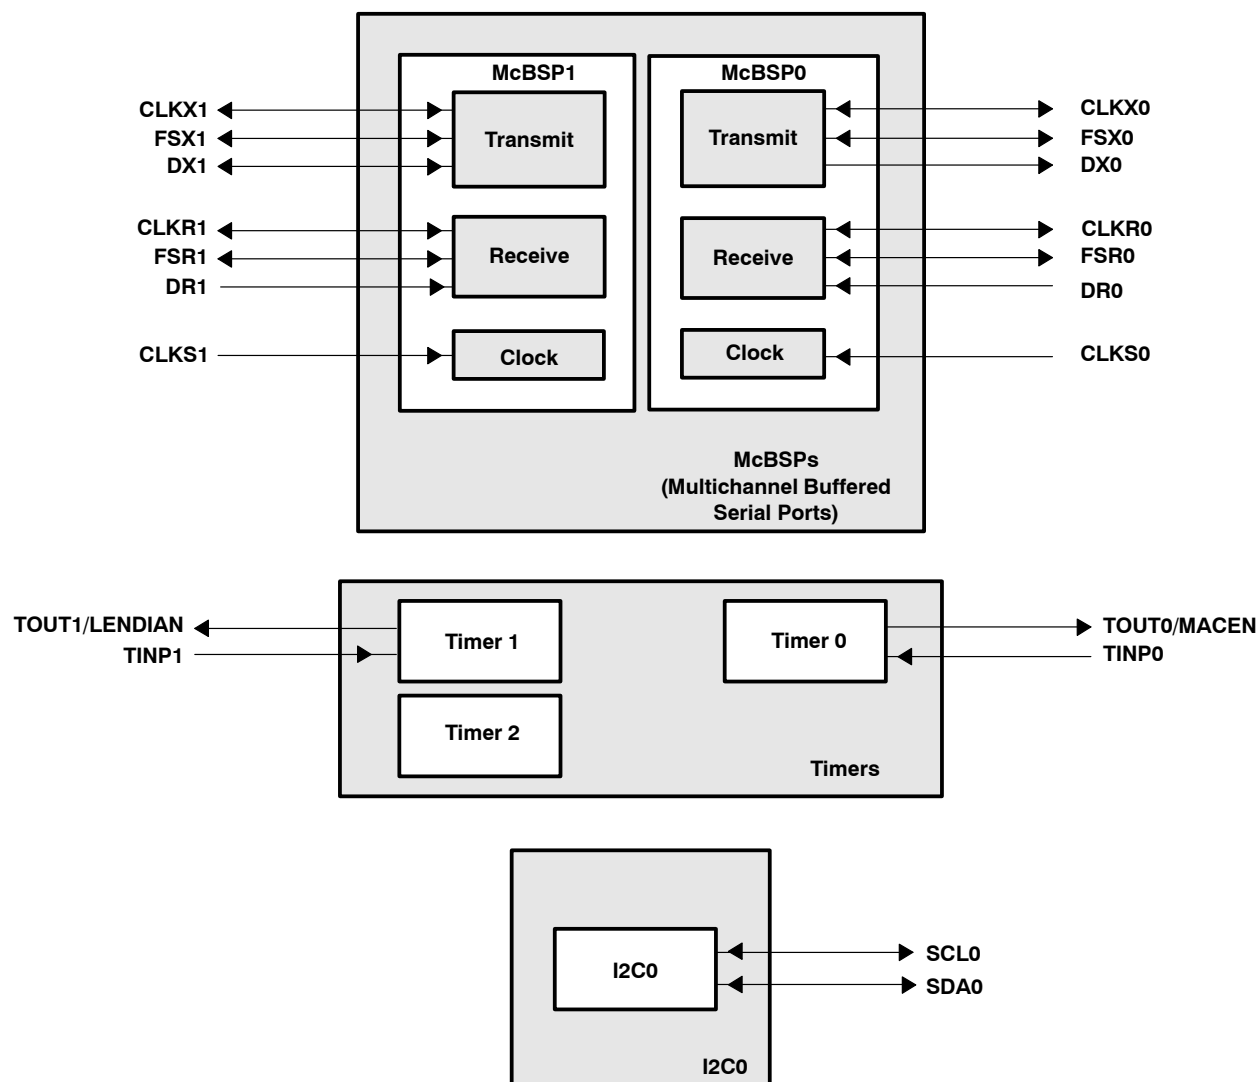 McBSP1
McBSP0
CLKX1
FSX1
DX1
Transmit
Transmit
CLKX0
FSX0
DX0
CLKR1
FSR1
DR1
Receive
Receive
CLKR0
FSR0
DR0
CLKS1
Clock
Clock
CLKS0
McBSPs
(Multichannel Buffered
Serial Ports)
TOUT1/LENDIAN
TINP1
Timer 1
Timer 0
TOUT0/MACEN
TINP0
Timer 2
Timers
I2C0
SCL0
SDA0
I2C0